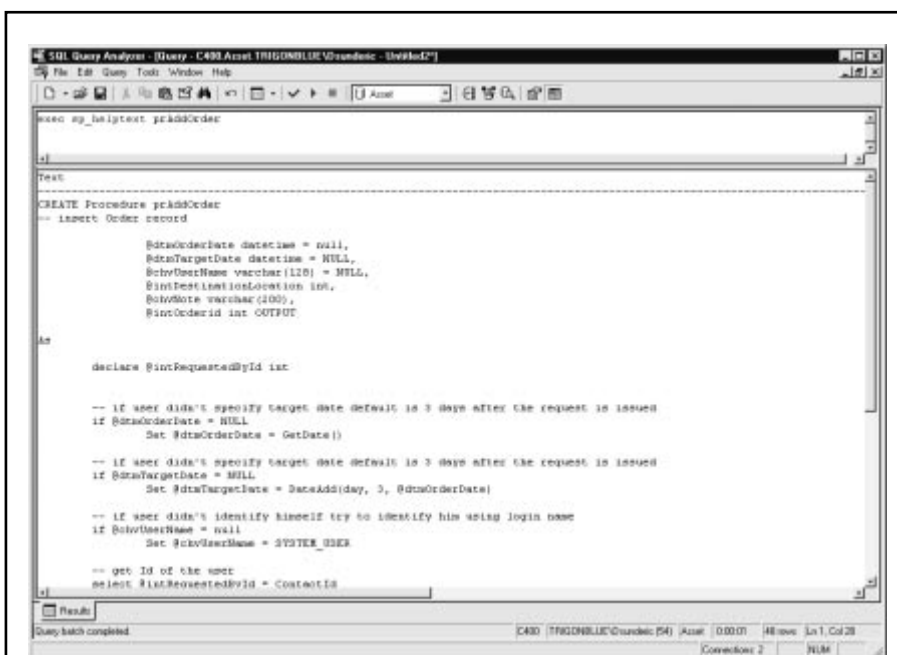 SQL Query Analyzer - [Query - C400.Asset.TRIGONBLUE\Dsunderic - Untitled2*]
File Edit Query Tools Window Help
Asset
exec sp_helptext prAddOrder
Text
CREATE Procedure prAddOrder
-- insert Order record
@dtmOrderDate datetime = null,
@dtmTargetDate datetime = NULL,
@chvUserName varchar(128) = NULL,
@intDestinationLocation int,
@chvNote varchar(200),
@intOrderid int OUTPUT
As
declare @intRequestedById int
-- if user didn't specify target date default is 3 days after the request is issued
if @dtmOrderDate = NULL
Set @dtmOrderDate = GetDate()
-- if user didn't specify target date default is 3 days after the request is issued
if @dtmTargetDate = NULL
Set @dtmTargetDate = DateAdd(day, 3, @dtmOrderDate)
-- if user didn't identify himself try to identify him using login name
if @chvUserName = null
Set @chvUserName = SYSTEM_USER
-- get Id of the user
select @intRequestedById = ContactId
Results
Query batch completed. C400 TRIGONBLUE\Dsunderic (54) Asset 0:00:01 48 rows Ln 1, Col 28
Connections: 2 NUM